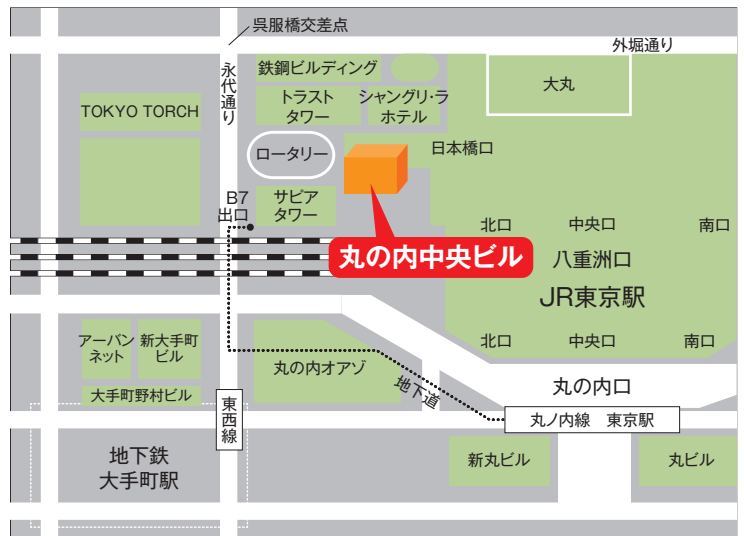 呉服橋交差点
外堀通り
永代通り
鉄鋼ビルディング
大丸
トラスト
タワー
シャングリ・ラ
ホテル
TOKYO TORCH
ロータリー
日本橋口
B7
出口
サピア
タワー
北口
中央口
南口
丸の内中央ビル
八重洲口
JR東京駅
アーバン
ネット
新大手町
ビル
北口
中央口
南口
丸の内オアゾ
地下道
丸の内口
大手町野村ビル
東西線
丸ノ内線 東京駅
地下鉄
大手町駅
新丸ビル
丸ビル